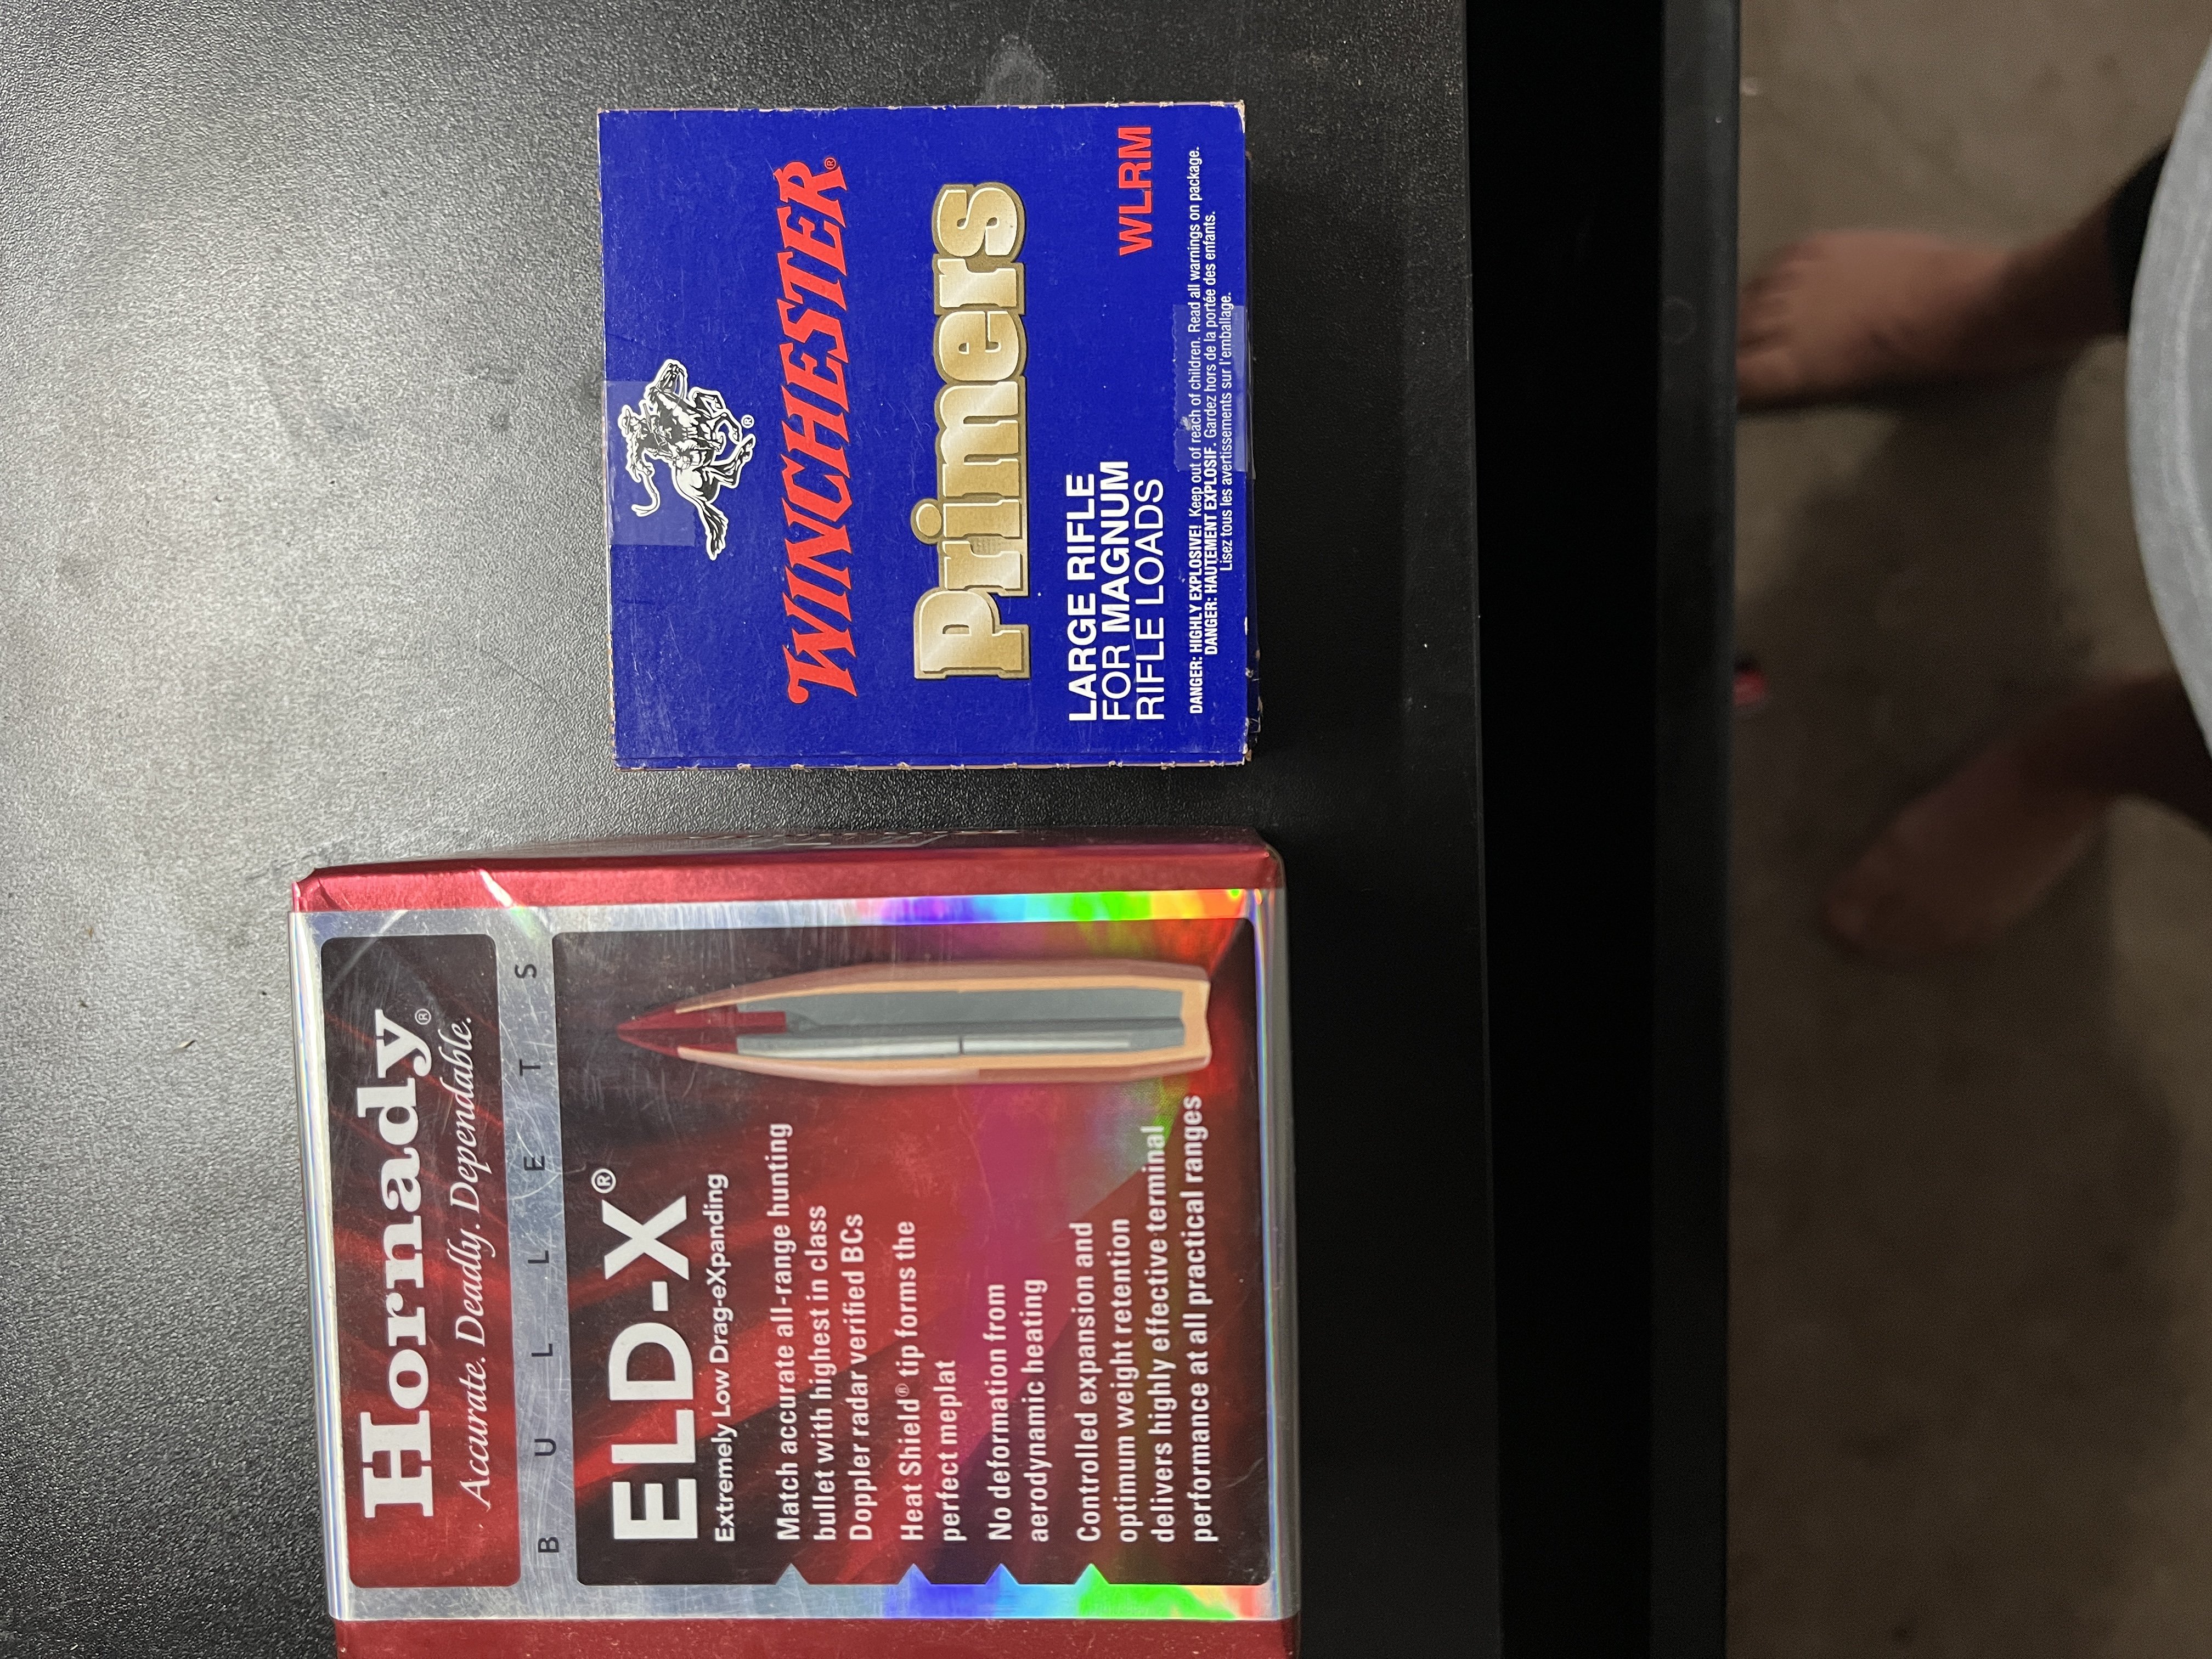 Hornady®
Accurate. Deadly. Dependable.
BULLETS
ELD-X®
Extremely Low Drag-eXpanding
Match accurate all-range hunting
bullet with highest in class
Doppler radar verified BCs
Heat Shield® tip forms the
perfect meplat
No deformation from
aerodynamic heating
Controlled expansion and
optimum weight retention
delivers highly effective terminal
performance at all practical ranges
®
WINCHESTER®
Primers
LARGE RIFLE
FOR MAGNUM
RIFLE LOADS
WLRM
DANGER: HIGHLY EXPLOSIVE! Keep out of reach of children. Read all warnings on package.
DANGER: HAUTEMENT EXPLOSIF. Gardez hors de la portée des enfants.
Lisez tous les avertissements sur l'emballage.